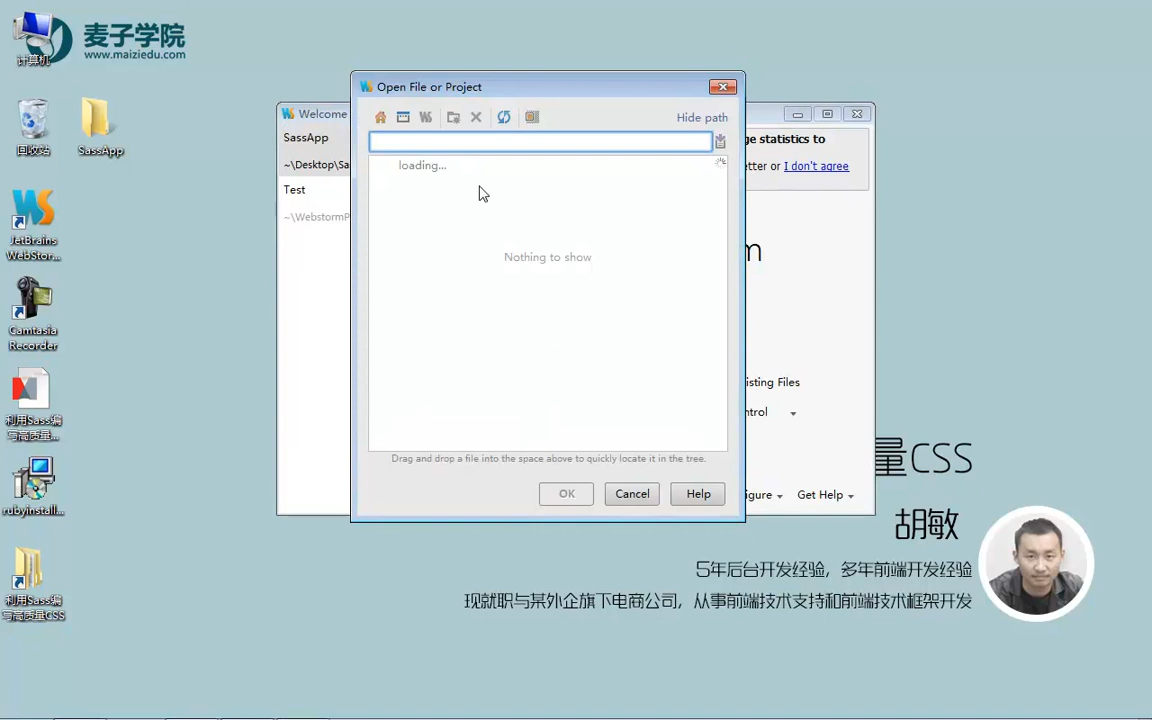 麦子学院
www.maiziedu.com
计算机
回收站
SassApp
JetBrains
WebStor...
Camtasia
Recorder
利用Sass编
写高质量...
rubyinstall...
利用Sass编
写高质量CSS
Welcome
SassApp
~\Desktop\Sa
Test
~\WebstormP
Open File or Project
Hide path
loading...
Nothing to show
Drag and drop a file into the space above to quickly locate it in the tree.
OK
Cancel
Help
ge statistics to
etter or I don't agree
m
isting Files
ntrol
gure
Get Help
量CSS
胡敏
5年后台开发经验，多年前端开发经验
现就职与某外企旗下电商公司，从事前端技术支持和前端技术框架开发